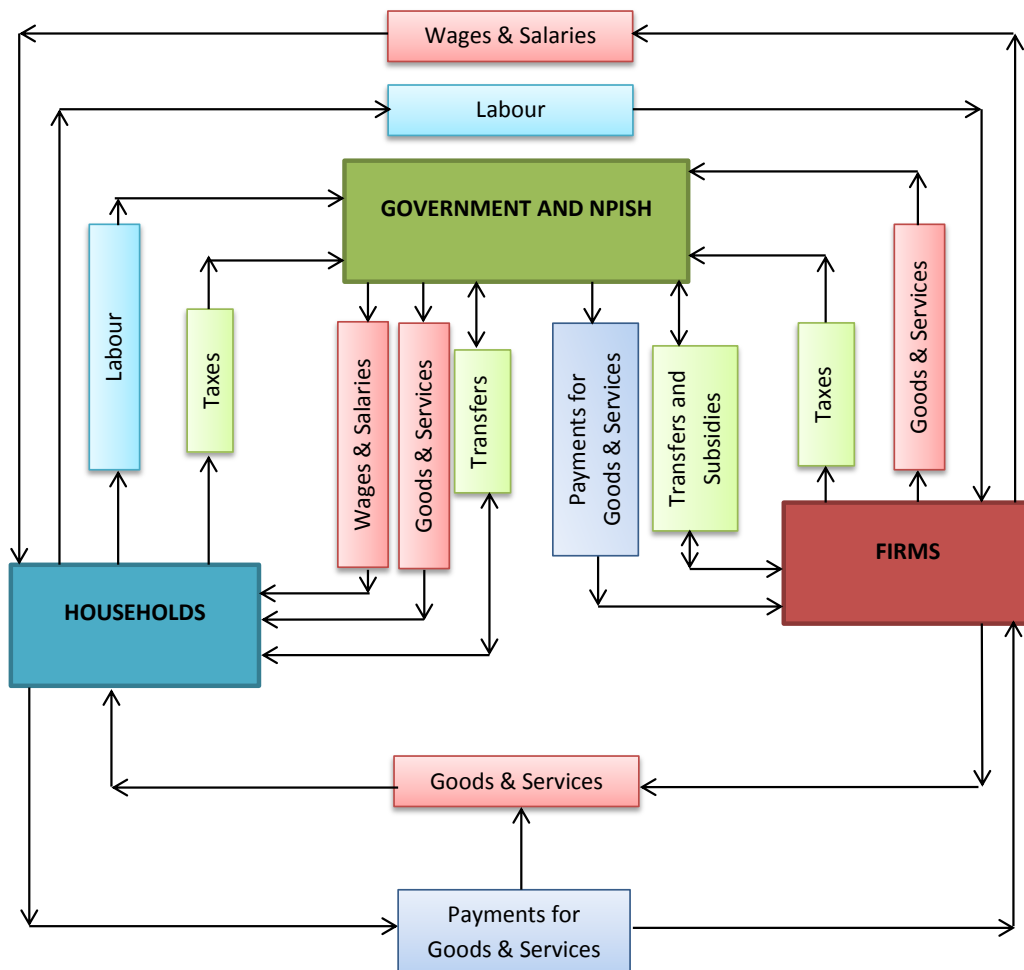 Wages & Salaries
Labour
GOVERNMENT AND NPISH
Labour
Taxes
Wages & Salaries
Goods & Services
Transfers
Payments for
Goods & Services
Transfers and
Subsidies
Taxes
Goods & Services
HOUSEHOLDS
FIRMS
Goods & Services
Payments for
Goods & Services